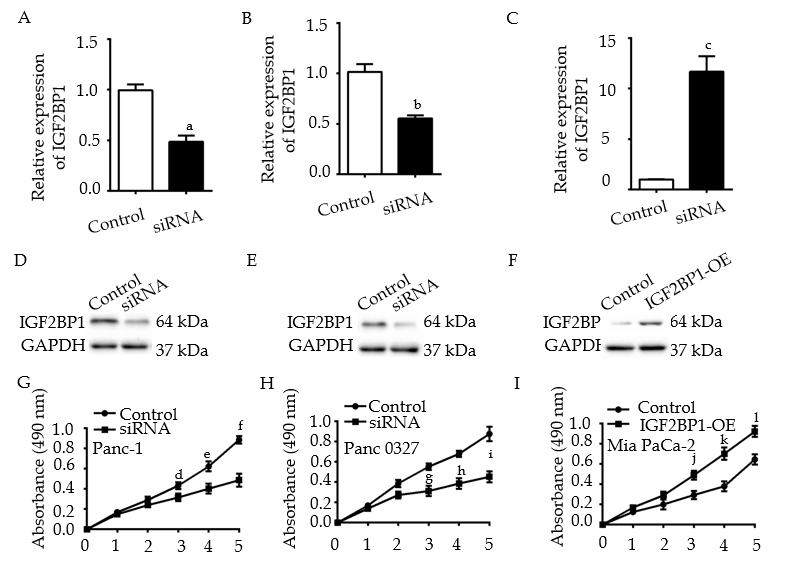 A
Relative expression
of IGF2BP1
1.5
1.0
0.5
0.0
a
Control
siRNA
B
Relative expression
of IGF2BP1
1.5
1.0
0.5
0.0
b
Control
siRNA
C
Relative expression
of IGF2BP1
15
10
5
0
c
Control
siRNA
D
Control
siRNA
IGF2BP1
64 kDa
GAPDH
37 kDa
E
Control
siRNA
IGF2BP1
64 kDa
GAPDH
37 kDa
F
Control
IGF2BP1-OE
IGF2BP
64 kDa
GAPDH
37 kDa
G
Absorbance (490 nm)
Control
siRNA
Panc-1
1.0
0.8
0.6
0.4
0.2
0.0
d
e
f
0 1 2 3 4 5
H
Absorbance (490 nm)
Control
siRNA
Panc 0327
1.0
0.8
0.6
0.4
0.2
0.0
g
h
i
0 1 2 3 4 5
I
Absorbance (490 nm)
Control
IGF2BP1-OE
Mia PaCa-2
1.0
0.8
0.6
0.4
0.2
0.0
j
k
l
0 1 2 3 4 5